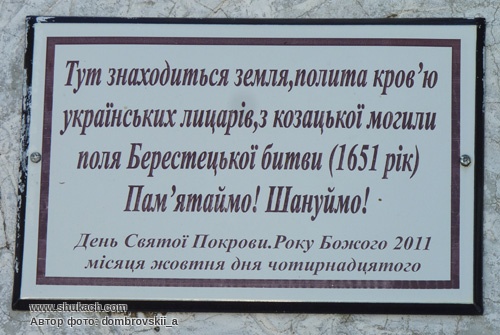 Тут знаходиться земля,полита кров’ю
українських лицарів,з козацької могили
поля Берестецької битви (1651 рік)
Пам’ятаймо! Шануймо!
День Святої Покрови.Року Божого 2011
місяця жовтня дня чотирнадцятого
www.shukach.com
Автор фото: dombrovskii_a